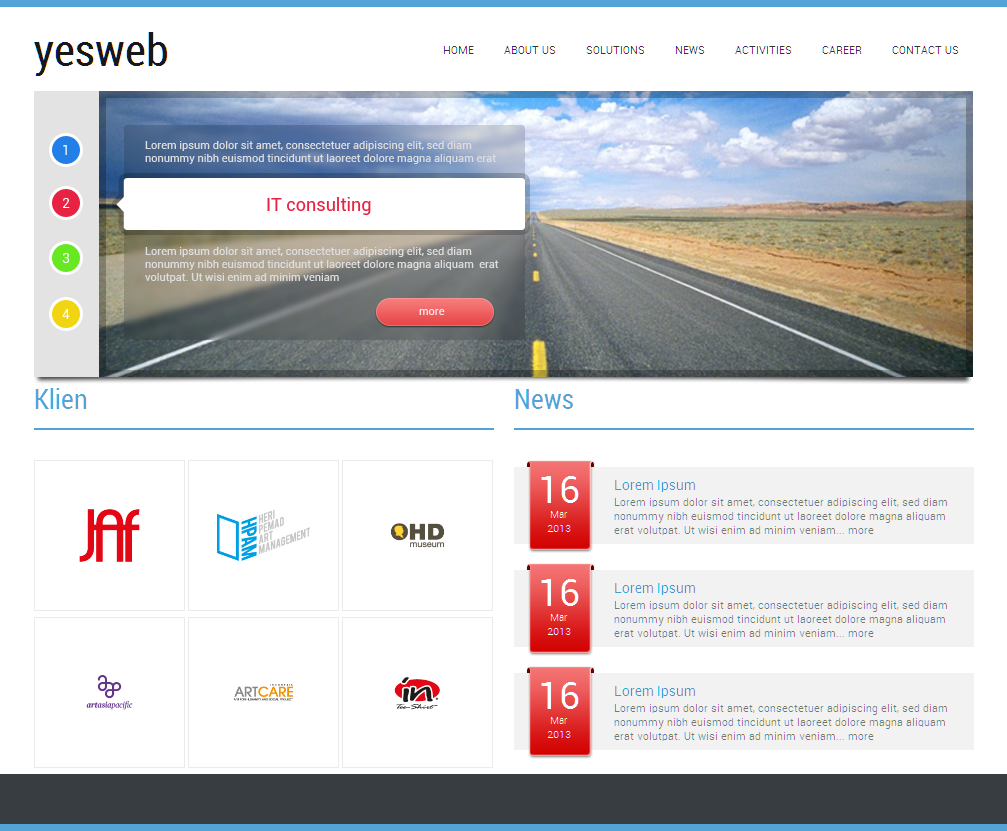 yesweb
HOME ABOUT US SOLUTIONS NEWS ACTIVITIES CAREER CONTACT US
1
2
3
4
Lorem ipsum dolor sit amet, consectetuer adipiscing elit, sed diam
nonummy nibh euismod tincidunt ut laoreet dolore magna aliquam erat
IT consulting
Lorem ipsum dolor sit amet, consectetuer adipiscing elit, sed diam
nonummy nibh euismod tincidunt ut laoreet dolore magna aliquam erat
volutpat. Ut wisi enim ad minim veniam
more
Klien
JAF
HPAM
HERI
PEMAD
ART
MANAGEMENT
OHD
museum
artasiapacific
ARTCARE
in
Tee-Shirt
News
16
Mar
2013
Lorem Ipsum
Lorem ipsum dolor sit amet, consectetuer adipiscing elit, sed diam
nonummy nibh euismod tincidunt ut laoreet dolore magna aliquam
erat volutpat. Ut wisi enim ad minim veniam... more
16
Mar
2013
Lorem Ipsum
Lorem ipsum dolor sit amet, consectetuer adipiscing elit, sed diam
nonummy nibh euismod tincidunt ut laoreet dolore magna aliquam
erat volutpat. Ut wisi enim ad minim veniam... more
16
Mar
2013
Lorem Ipsum
Lorem ipsum dolor sit amet, consectetuer adipiscing elit, sed diam
nonummy nibh euismod tincidunt ut laoreet dolore magna aliquam
erat volutpat. Ut wisi enim ad minim veniam... more